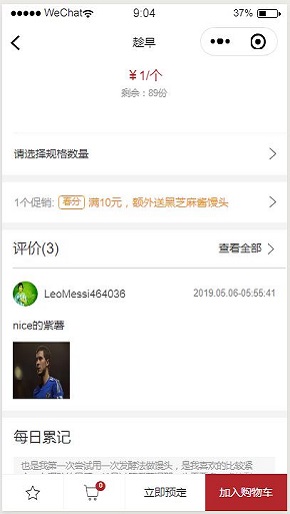 ●●●●● WeChat 9:04 37%
趁早
¥1/个
剩余：89份
请选择规格数量
1个促销: 春分 满10元，额外送黑芝麻酱馒头
评价(3) 查看全部
LeoMessi464036 2019.05.06-05:55:41
nice的紫薯
每日累记
也是我第一次尝试用一次发酵法做馒头，是我喜欢的比较紧
0
立即预定 加入购物车